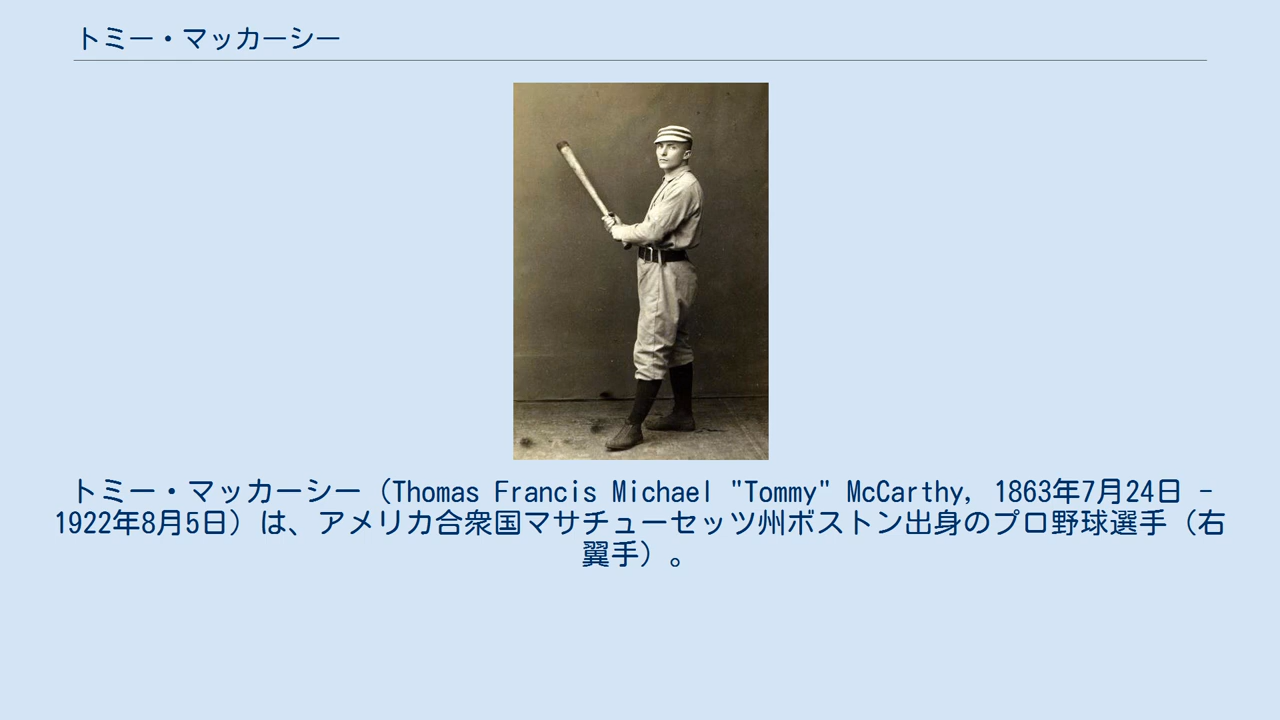 トミー・マッカーシー
トミー・マッカーシー（Thomas Francis Michael "Tommy" McCarthy, 1863年7月24日 -
1922年8月5日）は、アメリカ合衆国マサチューセッツ州ボストン出身のプロ野球選手（右
翼手）。